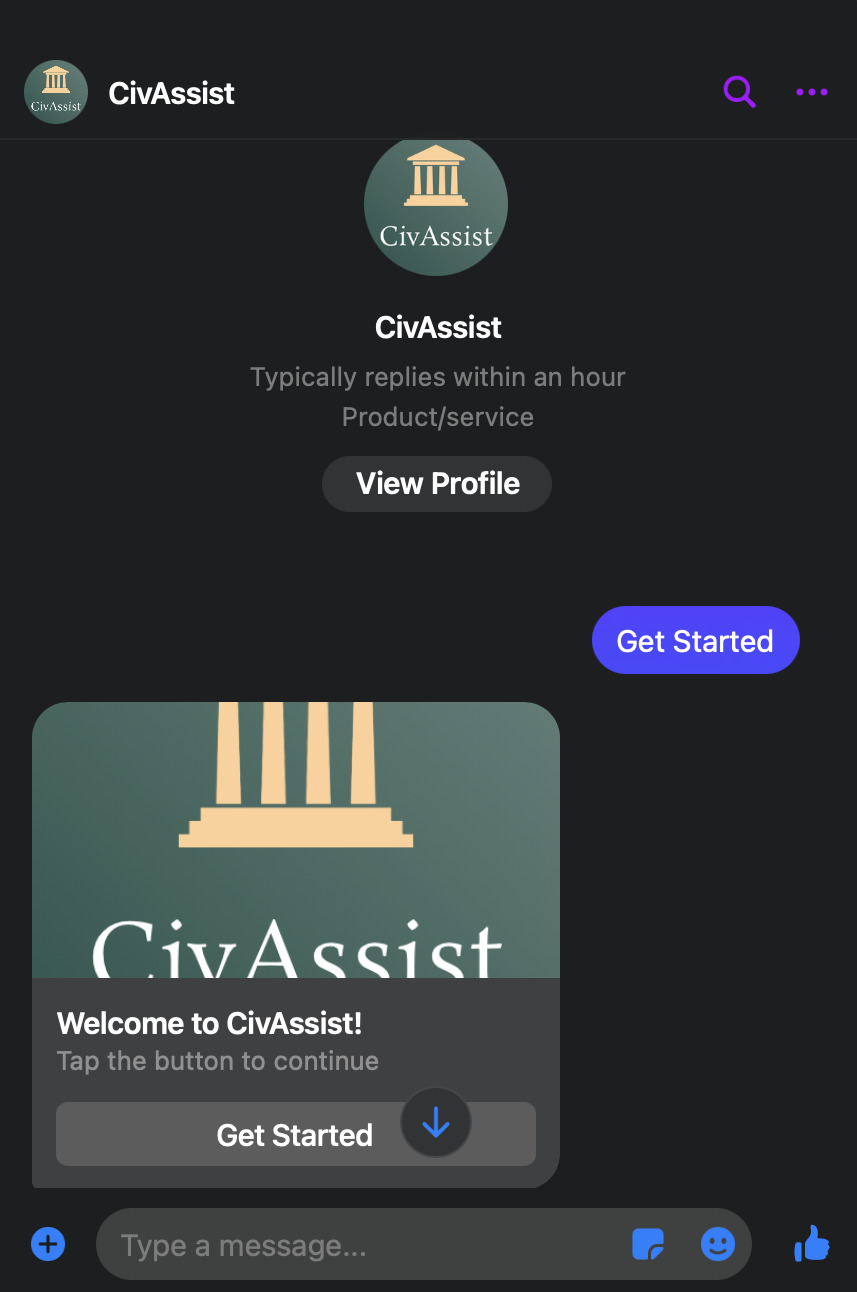 CivAssist
CivAssist
CivAssist
CivAssist
Typically replies within an hour
Product/service
View Profile
Get Started
CivAssist
Welcome to CivAssist!
Tap the button to continue
Get Started
Type a message...